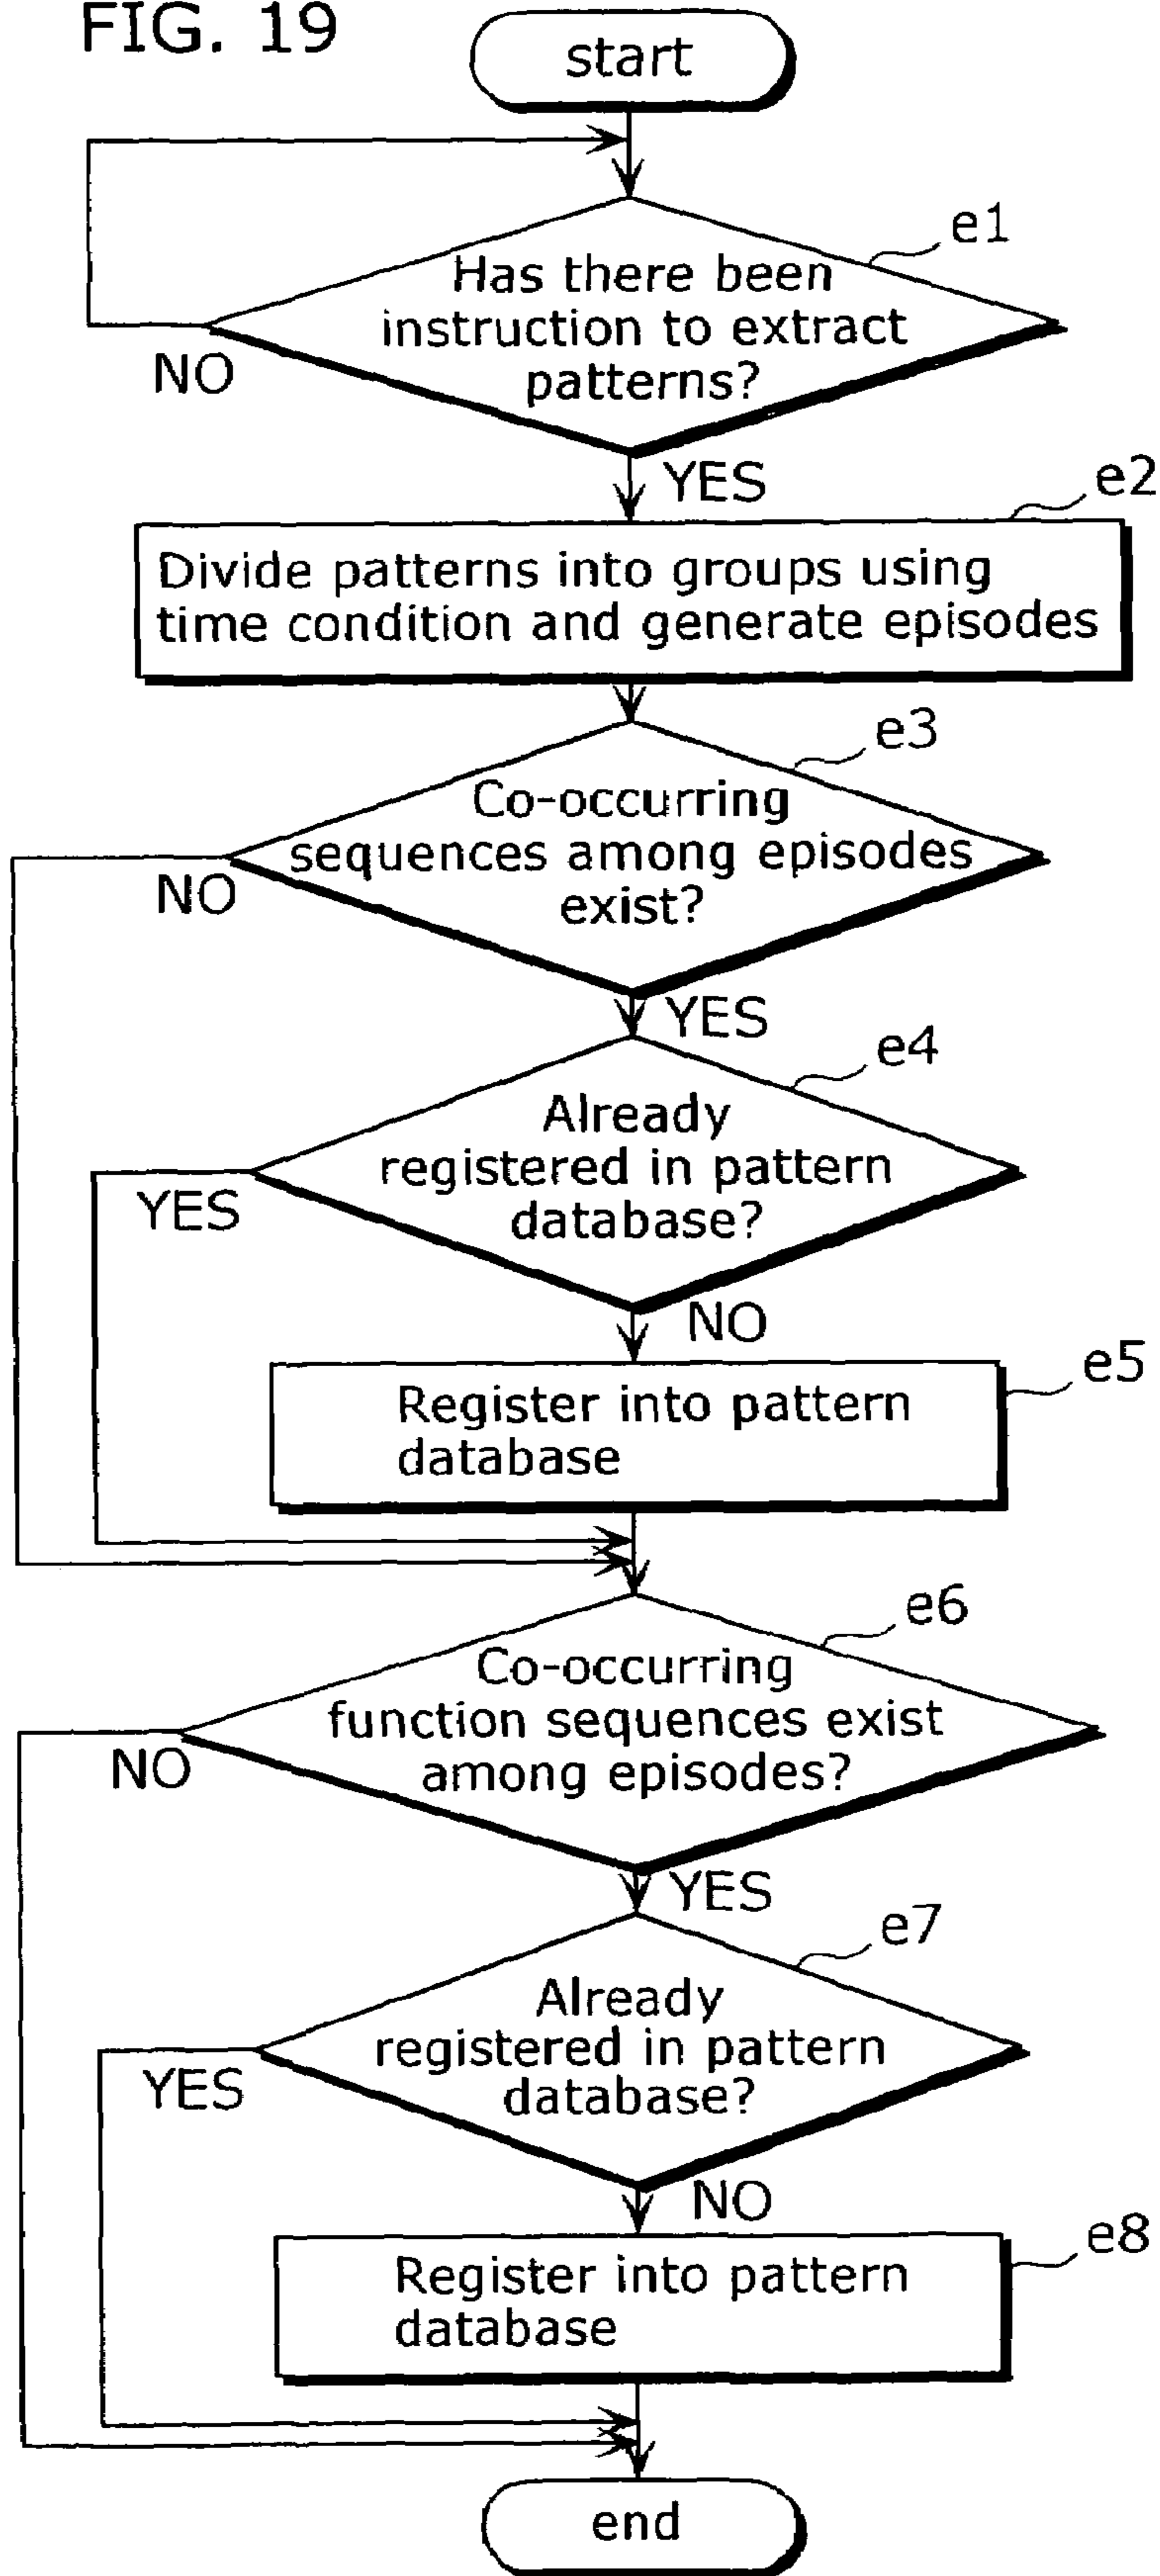 FIG. 19
start
e1
Has there been
instruction to extract
patterns?
NO
YES
e2
Divide patterns into groups using
time condition and generate episodes
e3
Co-occurring
sequences among episodes
exist?
NO
YES
e4
Already
registered in pattern
database?
YES
NO
e5
Register into pattern
database
e6
Co-occurring
function sequences exist
among episodes?
NO
YES
e7
Already
registered in pattern
database?
YES
NO
e8
Register into pattern
database
end